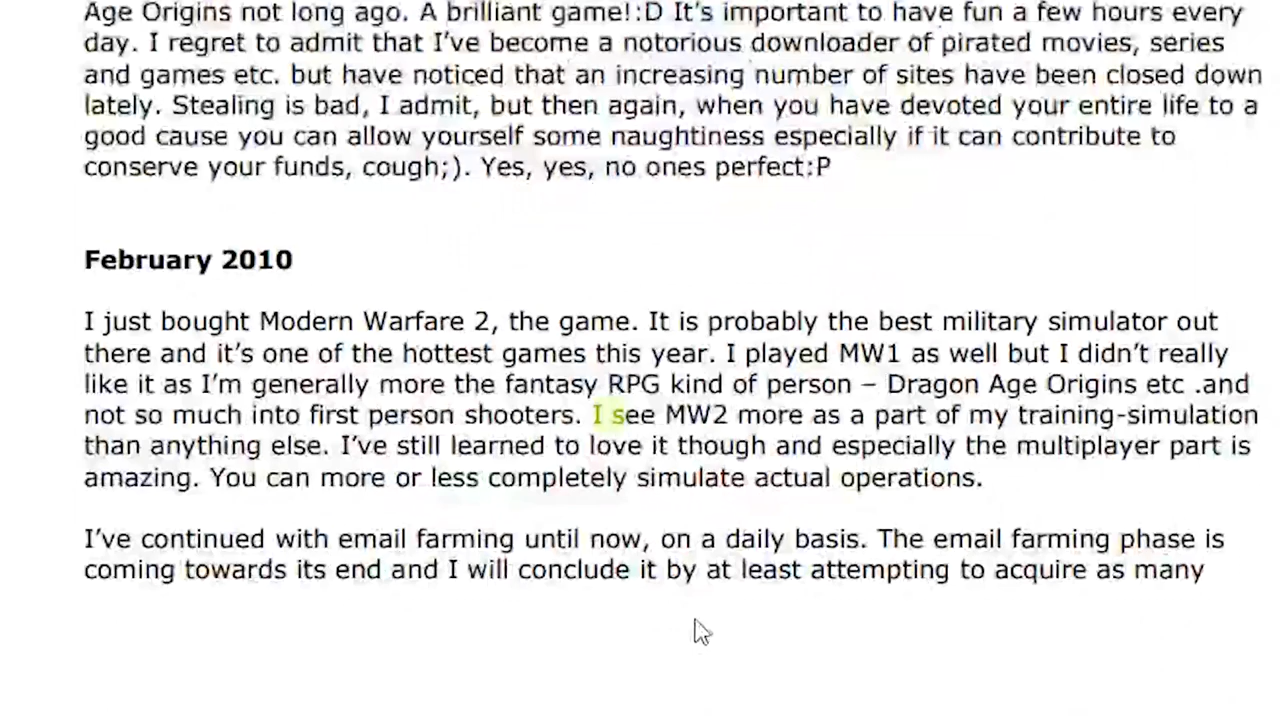 Age Origins not long ago. A brilliant game!:D It's important to have fun a few hours every
day. I regret to admit that I've become a notorious downloader of pirated movies, series
and games etc. but have noticed that an increasing number of sites have been closed down
lately. Stealing is bad, I admit, but then again, when you have devoted your entire life to a
good cause you can allow yourself some naughtiness especially if it can contribute to
conserve your funds, cough;). Yes, yes, no ones perfect:P
February 2010
I just bought Modern Warfare 2, the game. It is probably the best military simulator out
there and it's one of the hottest games this year. I played MW1 as well but I didn't really
like it as I'm generally more the fantasy RPG kind of person – Dragon Age Origins etc .and
not so much into first person shooters. I see MW2 more as a part of my training-simulation
than anything else. I've still learned to love it though and especially the multiplayer part is
amazing. You can more or less completely simulate actual operations.
I've continued with email farming until now, on a daily basis. The email farming phase is
coming towards its end and I will conclude it by at least attempting to acquire as many